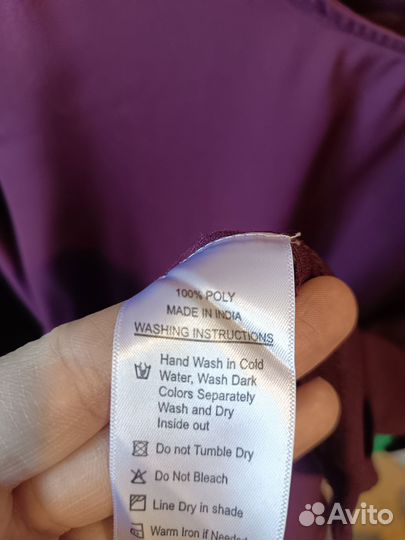 100% POLY
MADE IN INDIA
WASHING INSTRUCTIONS
Hand Wash in Cold
Water, Wash Dark
Colors Separately
Wash and Dry
Inside out
Do not Tumble Dry
Do Not Bleach
Line Dry in shade
Warm Iron if Needed
Avito